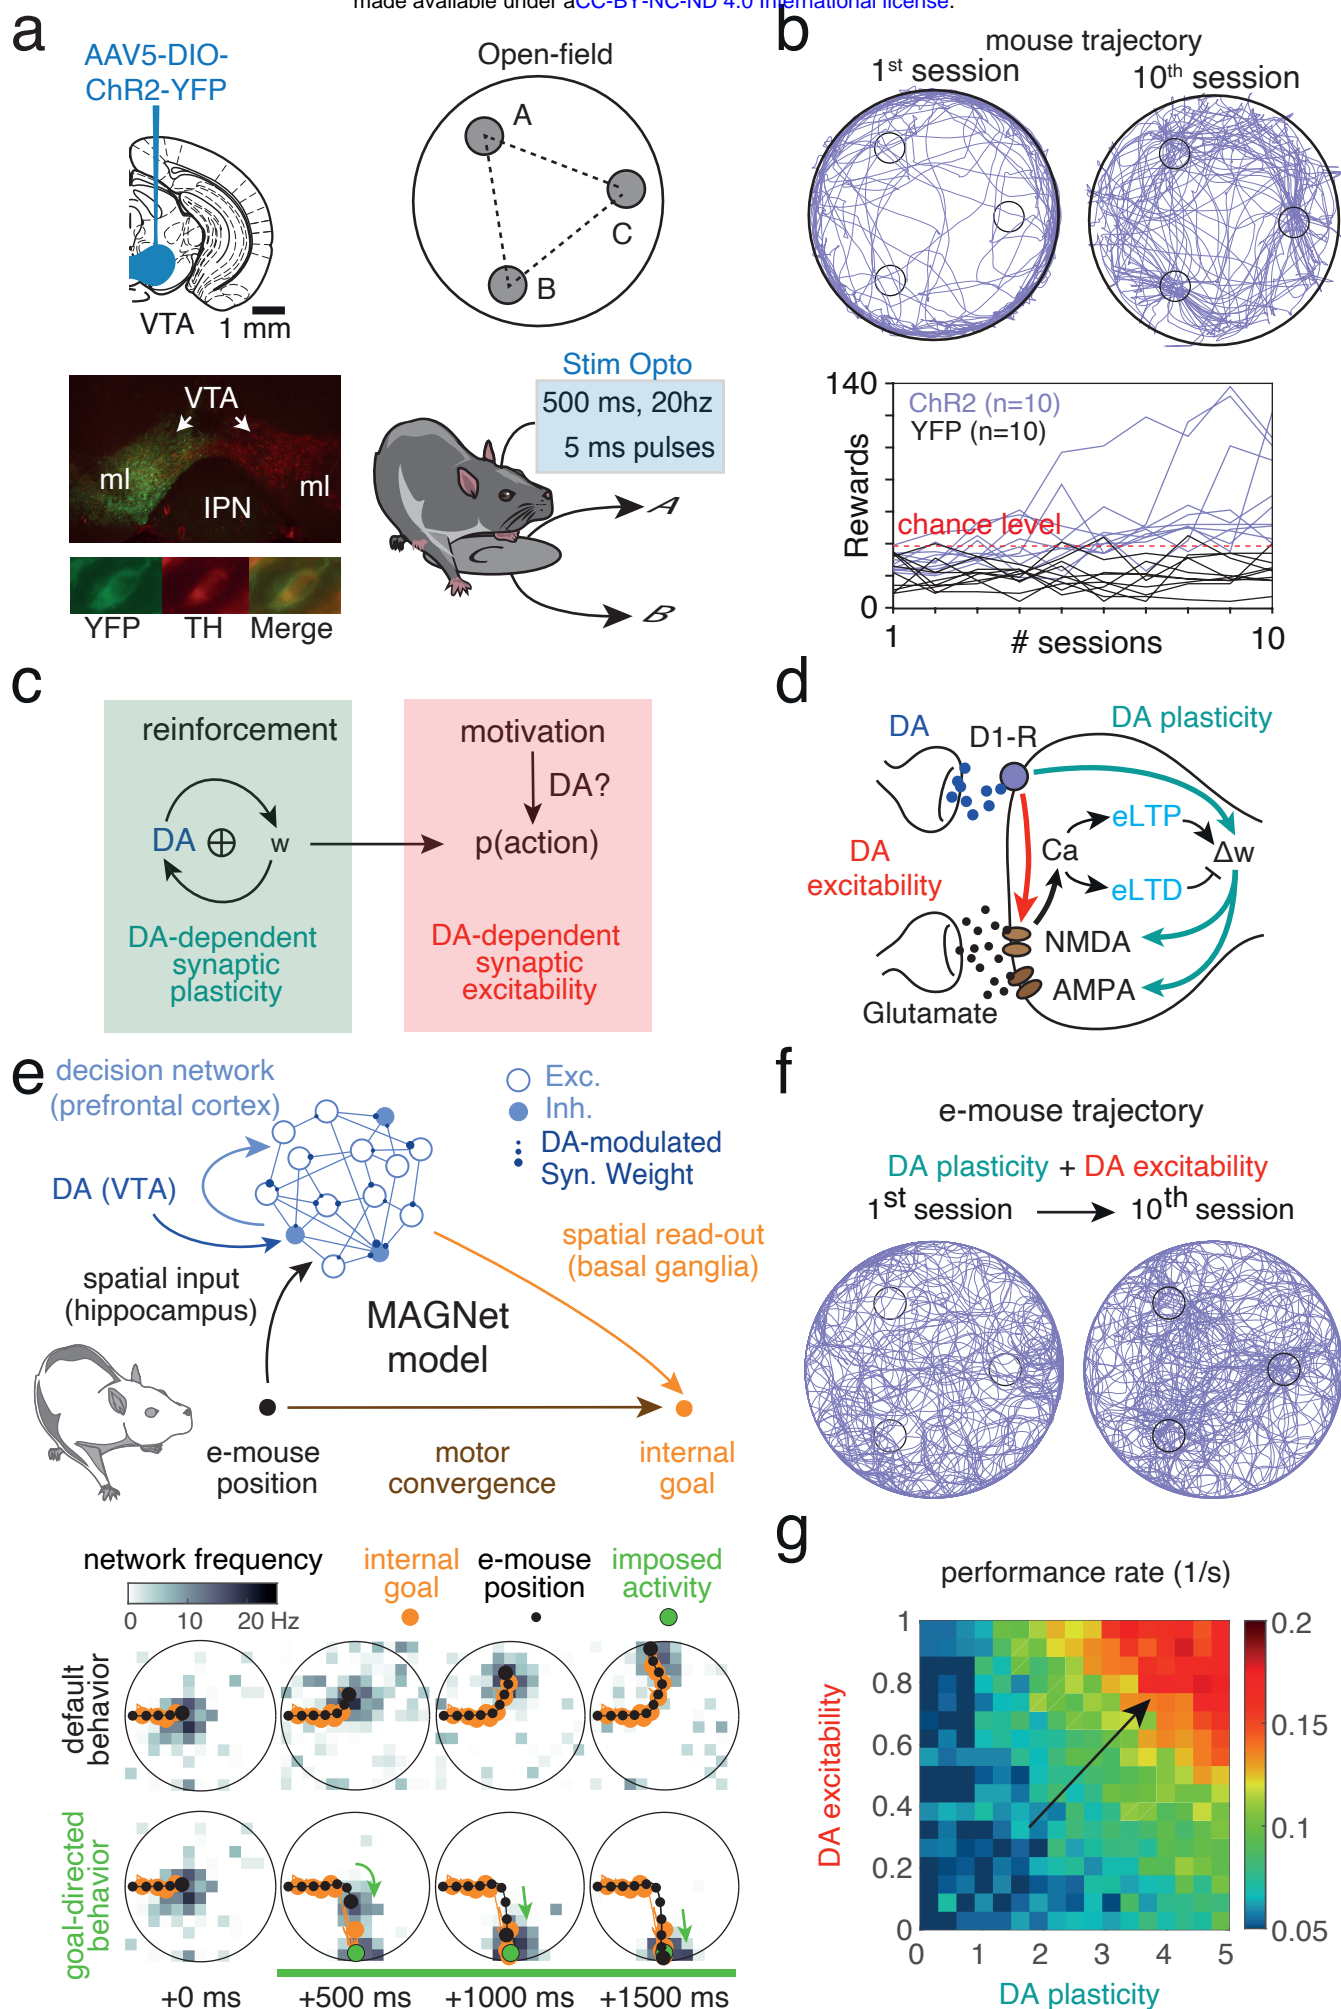 made available under aCC-BY-NC-ND 4.0 International license.
a
AAV5-DIO-
ChR2-YFP
VTA
1 mm
Open-field
A
C
B
VTA
ml
ml
IPN
YFP
TH
Merge
Stim Opto
500 ms, 20hz
5 ms pulses
A
C
B
b
mouse trajectory
1st session
10th session
140
ChR2 (n=10)
YFP (n=10)
chance level
Rewards
0
1
10
# sessions
c
reinforcement
DA
w
DA-dependent
synaptic
plasticity
motivation
DA?
p(action)
DA-dependent
synaptic
excitability
d
DA
D1-R
DA plasticity
DA
excitability
Ca
eLTP
eLTD
Δw
NMDA
AMPA
Glutamate
e
decision network
(prefrontal cortex)
Exc.
Inh.
DA-modulated
Syn. Weight
DA (VTA)
spatial input
(hippocampus)
spatial read-out
(basal ganglia)
MAGNet
model
e-mouse
position
motor
convergence
internal
goal
network frequency
0
10
20 Hz
internal
goal
e-mouse
position
imposed
activity
default
behavior
goal-directed
behavior
+0 ms
+500 ms
+1000 ms
+1500 ms
f
e-mouse trajectory
DA plasticity + DA excitability
1st session
10th session
g
performance rate (1/s)
1
0.8
0.6
0.4
0.2
0
DA excitability
0
1
2
3
4
5
DA plasticity
0.2
0.15
0.1
0.05